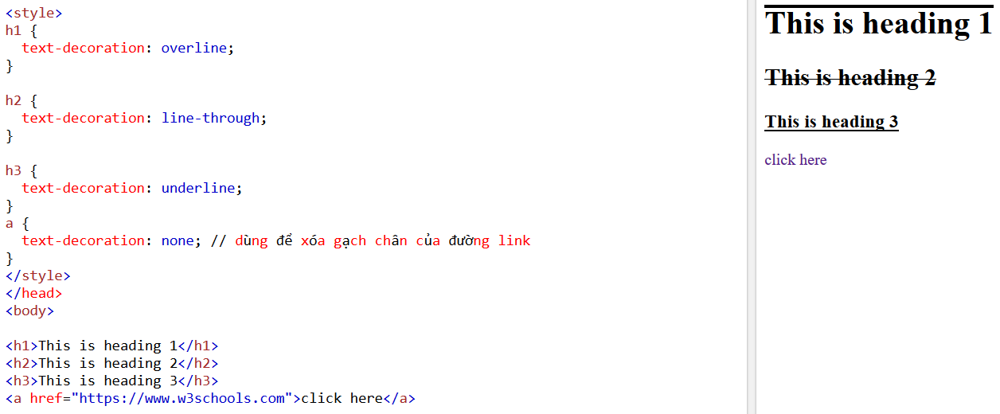 <style>
h1 {
  text-decoration: overline;
}
h2 {
  text-decoration: line-through;
}
h3 {
  text-decoration: underline;
}
a {
  text-decoration: none; // dùng để xóa gạch chân của đường link
}
</style>
</head>
<body>
<h1>This is heading 1</h1>
<h2>This is heading 2</h2>
<h3>This is heading 3</h3>
<a href="https://www.w3schools.com">click here</a>
This is heading 1
This is heading 2
This is heading 3
click here